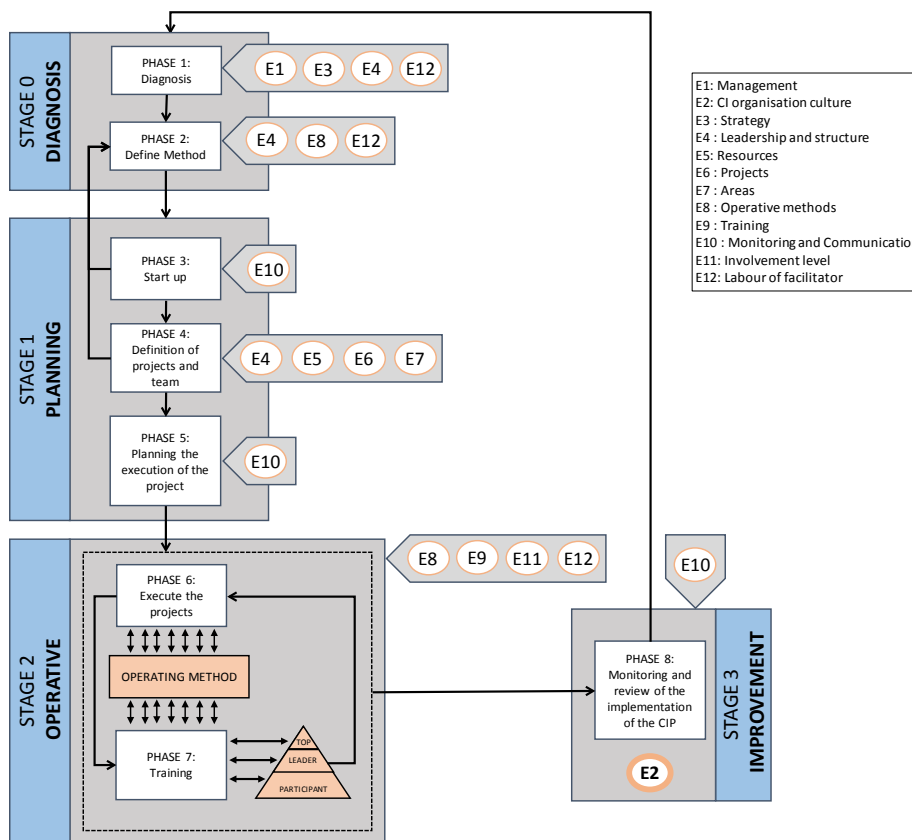 STAGE 0
DIAGNOSIS
PHASE 1:
Diagnosis
E1 E3 E4 E12
PHASE 2:
Define Method
E4 E8 E12
E1: Management
E2: CI organisation culture
E3 : Strategy
E4 : Leadership and structure
E5: Resources
E6 : Projects
E7 : Areas
E8 : Operative methods
E9 : Training
E10 : Monitoring and Communicatio
E11: Involvement level
E12: Labour of facilitator
STAGE 1
PLANNING
PHASE 3:
Start up
E10
PHASE 4:
Definition of
projects and
team
E4 E5 E6 E7
PHASE 5:
Planning the
execution of the
project
E10
STAGE 2
OPERATIVE
E8 E9 E11 E12
PHASE 6:
Execute the
projects
OPERATING METHOD
PHASE 7:
Training
TOP
LEADER
PARTICIPANT
E10
PHASE 8:
Monitoring and
review of the
implementation
of the CIP
E2
STAGE 3
IMPROVEMENT